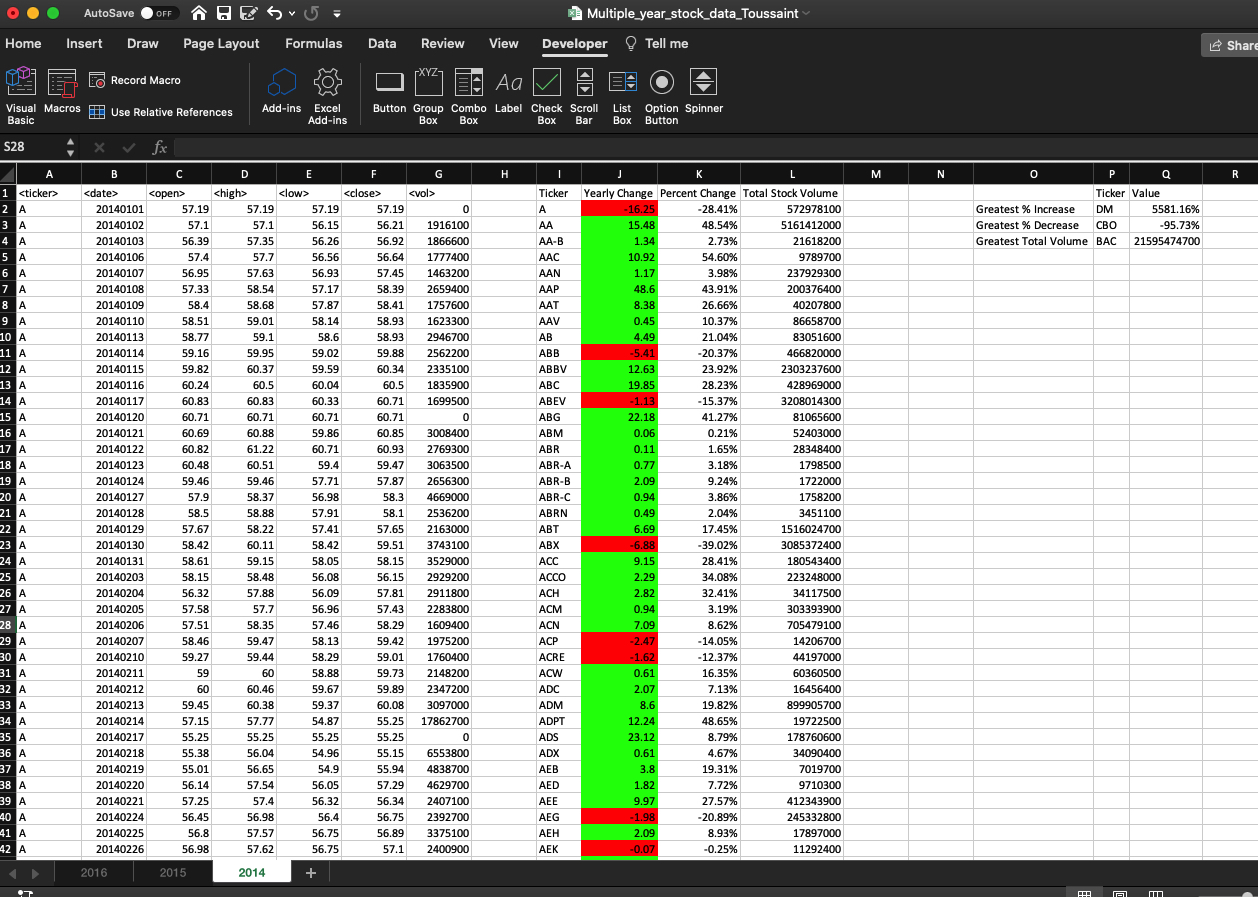 AutoSave OFF Multiple_year_stock_data_Toussaint
Home Insert Draw Page Layout Formulas Data Review View Developer Tell me Share
Visual Basic Macros Record Macro Use Relative References Add-ins Excel Add-ins Button Group Box Combo Box Label Check Box Scroll Bar List Box Option Button Spinner
XYZ Aa
S28 fx
A B C D E F G H I J K L M N O P Q R
1 <ticker> <date> <open> <high> <low> <close> <vol> Ticker Yearly Change Percent Change Total Stock Volume Ticker Value
2 A 20140101 57.19 57.19 57.19 57.19 0 A -16.25 -28.41% 572978100 Greatest % Increase DM 5581.16%
3 A 20140102 57.1 57.1 56.15 56.21 1916100 AA 15.48 48.54% 5161412000 Greatest % Decrease CBO -95.73%
4 A 20140103 56.39 57.35 56.26 56.92 1866600 AA-B 1.34 2.73% 21618200 Greatest Total Volume BAC 21595474700
5 A 20140106 57.4 57.7 56.56 56.64 1777400 AAC 10.92 54.60% 9789700
6 A 20140107 56.95 57.63 56.93 57.45 1463200 AAN 1.17 3.98% 237929300
7 A 20140108 57.33 58.54 57.17 58.39 2659400 AAP 48.6 43.91% 200376400
8 A 20140109 58.4 58.68 57.87 58.41 1757600 AAT 8.38 26.66% 40207800
9 A 20140110 58.51 59.01 58.14 58.93 1623300 AAV 0.45 10.37% 86658700
10 A 20140113 58.77 59.1 58.6 58.93 2946700 AB 4.49 21.04% 83051600
11 A 20140114 59.16 59.95 59.02 59.88 2562200 ABB -5.41 -20.37% 466820000
12 A 20140115 59.82 60.37 59.59 60.34 2335100 ABBV 12.63 23.92% 2303237600
13 A 20140116 60.24 60.5 60.04 60.5 1835900 ABC 19.85 28.23% 428969000
14 A 20140117 60.83 60.83 60.33 60.71 1699500 ABEV -1.13 -15.37% 3208014300
15 A 20140120 60.71 60.71 60.71 60.71 0 ABG 22.18 41.27% 81065600
16 A 20140121 60.69 60.88 59.86 60.85 3008400 ABM 0.06 0.21% 52403000
17 A 20140122 60.82 61.22 60.71 60.93 2769300 ABR 0.11 1.65% 28348400
18 A 20140123 60.48 60.51 59.4 59.47 3063500 ABR-A 0.77 3.18% 1798500
19 A 20140124 59.46 59.46 57.71 57.87 2656300 ABR-B 2.09 9.24% 1722000
20 A 20140127 57.9 58.37 56.98 58.3 4669000 ABR-C 0.94 3.86% 1758200
21 A 20140128 58.5 58.88 57.91 58.1 2536200 ABRN 0.49 2.04% 3451100
22 A 20140129 57.67 58.22 57.41 57.65 2163000 ABT 6.69 17.45% 1516024700
23 A 20140130 58.42 60.11 58.42 59.51 3743100 ABX -6.88 -39.02% 3085372400
24 A 20140131 58.61 59.15 58.05 58.15 3529000 ACC 9.15 28.41% 180543400
25 A 20140203 58.15 58.48 56.08 56.15 2929200 ACCO 2.29 34.08% 223248000
26 A 20140204 56.32 57.88 56.09 57.81 2911800 ACH 2.82 32.41% 34117500
27 A 20140205 57.58 57.7 56.96 57.43 2283800 ACM 0.94 3.19% 303393900
28 A 20140206 57.51 58.35 57.46 58.29 1609400 ACN 7.09 8.62% 705479100
29 A 20140207 58.46 59.47 58.13 59.42 1975200 ACP -2.47 -14.05% 14206700
30 A 20140210 59.27 59.44 58.29 59.01 1760400 ACRE -1.62 -12.37% 44197000
31 A 20140211 59 60 58.88 59.73 2148200 ACW 0.61 16.35% 60360500
32 A 20140212 60 60.46 59.67 59.89 2347200 ADC 2.07 7.13% 16456400
33 A 20140213 59.45 60.38 59.37 60.08 3097000 ADM 8.6 19.82% 899905700
34 A 20140214 57.15 57.77 54.87 55.25 17862700 ADPT 12.24 48.65% 19722500
35 A 20140217 55.25 55.25 55.25 55.25 0 ADS 23.12 8.79% 178760600
36 A 20140218 55.38 56.04 54.96 55.15 6553800 ADX 0.61 4.67% 34090400
37 A 20140219 55.01 56.65 54.9 55.94 4838700 AEB 3.8 19.31% 7019700
38 A 20140220 56.14 57.54 56.05 57.29 4629700 AED 1.82 7.72% 9710300
39 A 20140221 57.25 57.4 56.32 56.34 2407100 AEE 9.97 27.57% 412343900
40 A 20140224 56.45 56.98 56.4 56.75 2392700 AEG -1.98 -20.89% 245332800
41 A 20140225 56.8 57.57 56.75 56.89 3375100 AEH 2.09 8.93% 17897000
42 A 20140226 56.98 57.62 56.75 57.1 2400900 AEK -0.07 -0.25% 11292400
2016 2015 2014 +